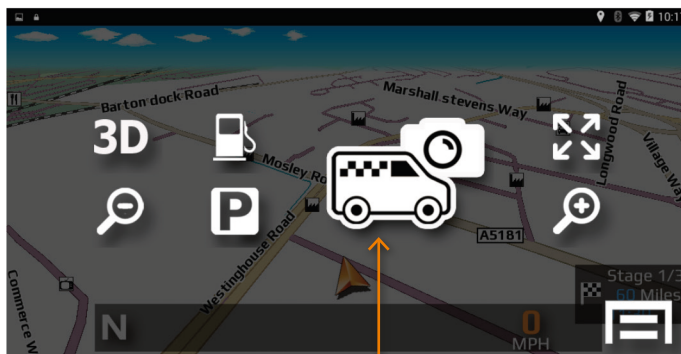 10:1
Barton dock Road
Marshall stevens Way
Longwood Road
Village Way
3D
Mosley Ro
P
A5181
Westinghouse Road
Commerce W
Stage 1/3
60 Miles
N
0
MPH